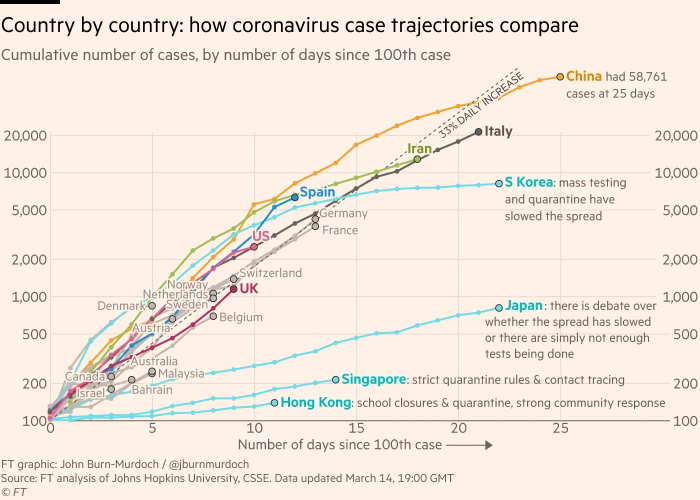 Country by country: how coronavirus case trajectories compare
Cumulative number of cases, by number of days since 100th case
China had 58,761
cases at 25 days
33% DAILY INCREASE
20,000
20,000
Italy
Iran
10,000
10,000
S Korea: mass testing
and quarantine have
slowed the spread
Spain
5,000
5,000
Germany
France
US
2,000
2,000
Switzerland
Norway
UK
Netherlands
1,000
1,000
Denmark
Sweden
Japan: there is debate over
whether the spread has slowed
or there are simply not enough
tests being done
Belgium
500
500
Austria
Australia
Canada
Malaysia
200
200
Singapore: strict quarantine rules & contact tracing
Israel
Bahrain
Hong Kong: school closures & quarantine, strong community response
100
100
0
5
10
15
20
25
Number of days since 100th case
FT graphic: John Burn-Murdoch / @jburnmurdoch
Source: FT analysis of Johns Hopkins University, CSSE. Data updated March 14, 19:00 GMT
© FT